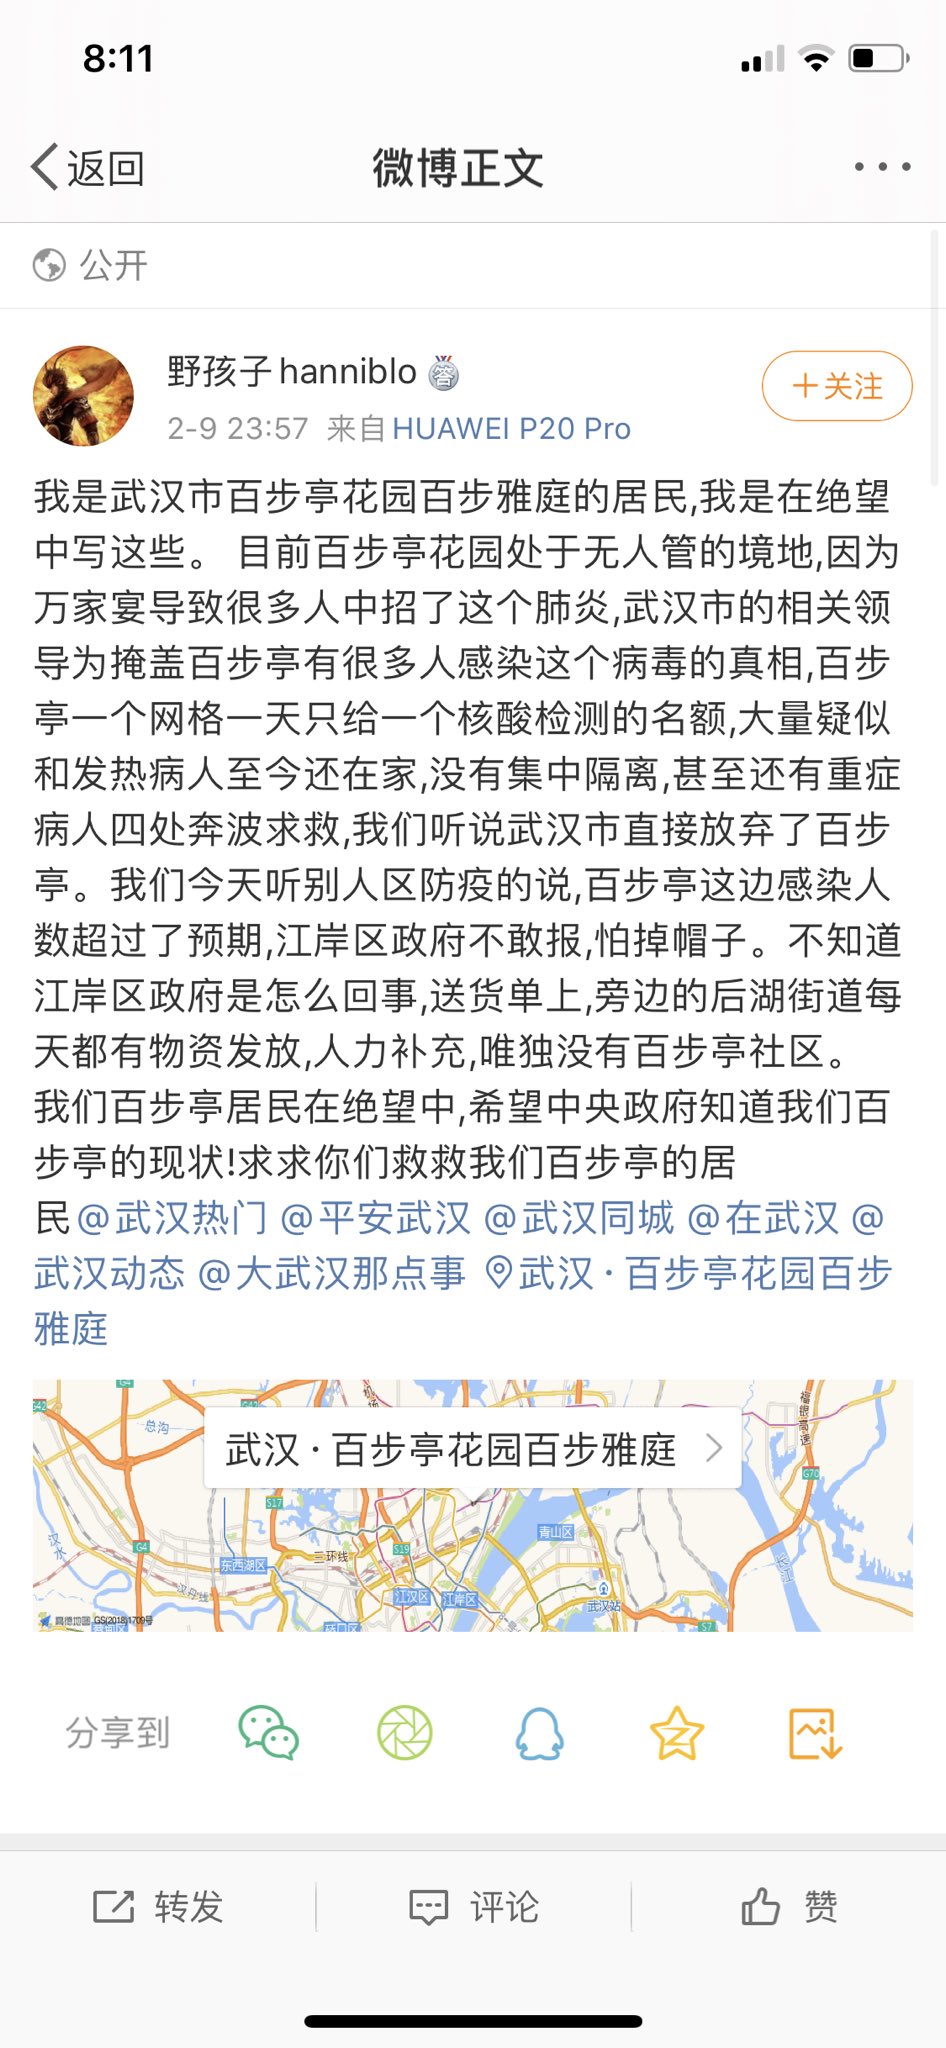 8:11
返回
微博正文
公开
野孩子hanniblo
答
+关注
2-9 23:57 来自 HUAWEI P20 Pro
我是武汉市百步亭花园百步雅庭的居民,我是在绝望
中写这些。 目前百步亭花园处于无人管的境地,因为
万家宴导致很多人中招了这个肺炎,武汉市的相关领
导为掩盖百步亭有很多人感染这个病毒的真相,百步
亭一个网格一天只给一个核酸检测的名额,大量疑似
和发热病人至今还在家,没有集中隔离,甚至还有重症
病人四处奔波求救,我们听说武汉市直接放弃了百步
亭。我们今天听别人区防疫的说,百步亭这边感染人
数超过了预期,江岸区政府不敢报,怕掉帽子。不知道
江岸区政府是怎么回事,送货单上,旁边的后湖街道每
天都有物资发放,人力补充,唯独没有百步亭社区。
我们百步亭居民在绝望中,希望中央政府知道我们百
步亭的现状!求求你们救救我们百步亭的居
民@武汉热门 @平安武汉 @武汉同城 @在武汉 @
武汉动态 @大武汉那点事 武汉·百步亭花园百步
雅庭
武汉·百步亭花园百步雅庭
G4
S42
总沟
福银高速
G70
S17
汉水
G4
三环线
S19
青山区
东西湖区
汉丹线
江汉区
江岸区
武汉站
长江
S7
高德地图 GS(2018)1709号
分享到
转发
评论
赞